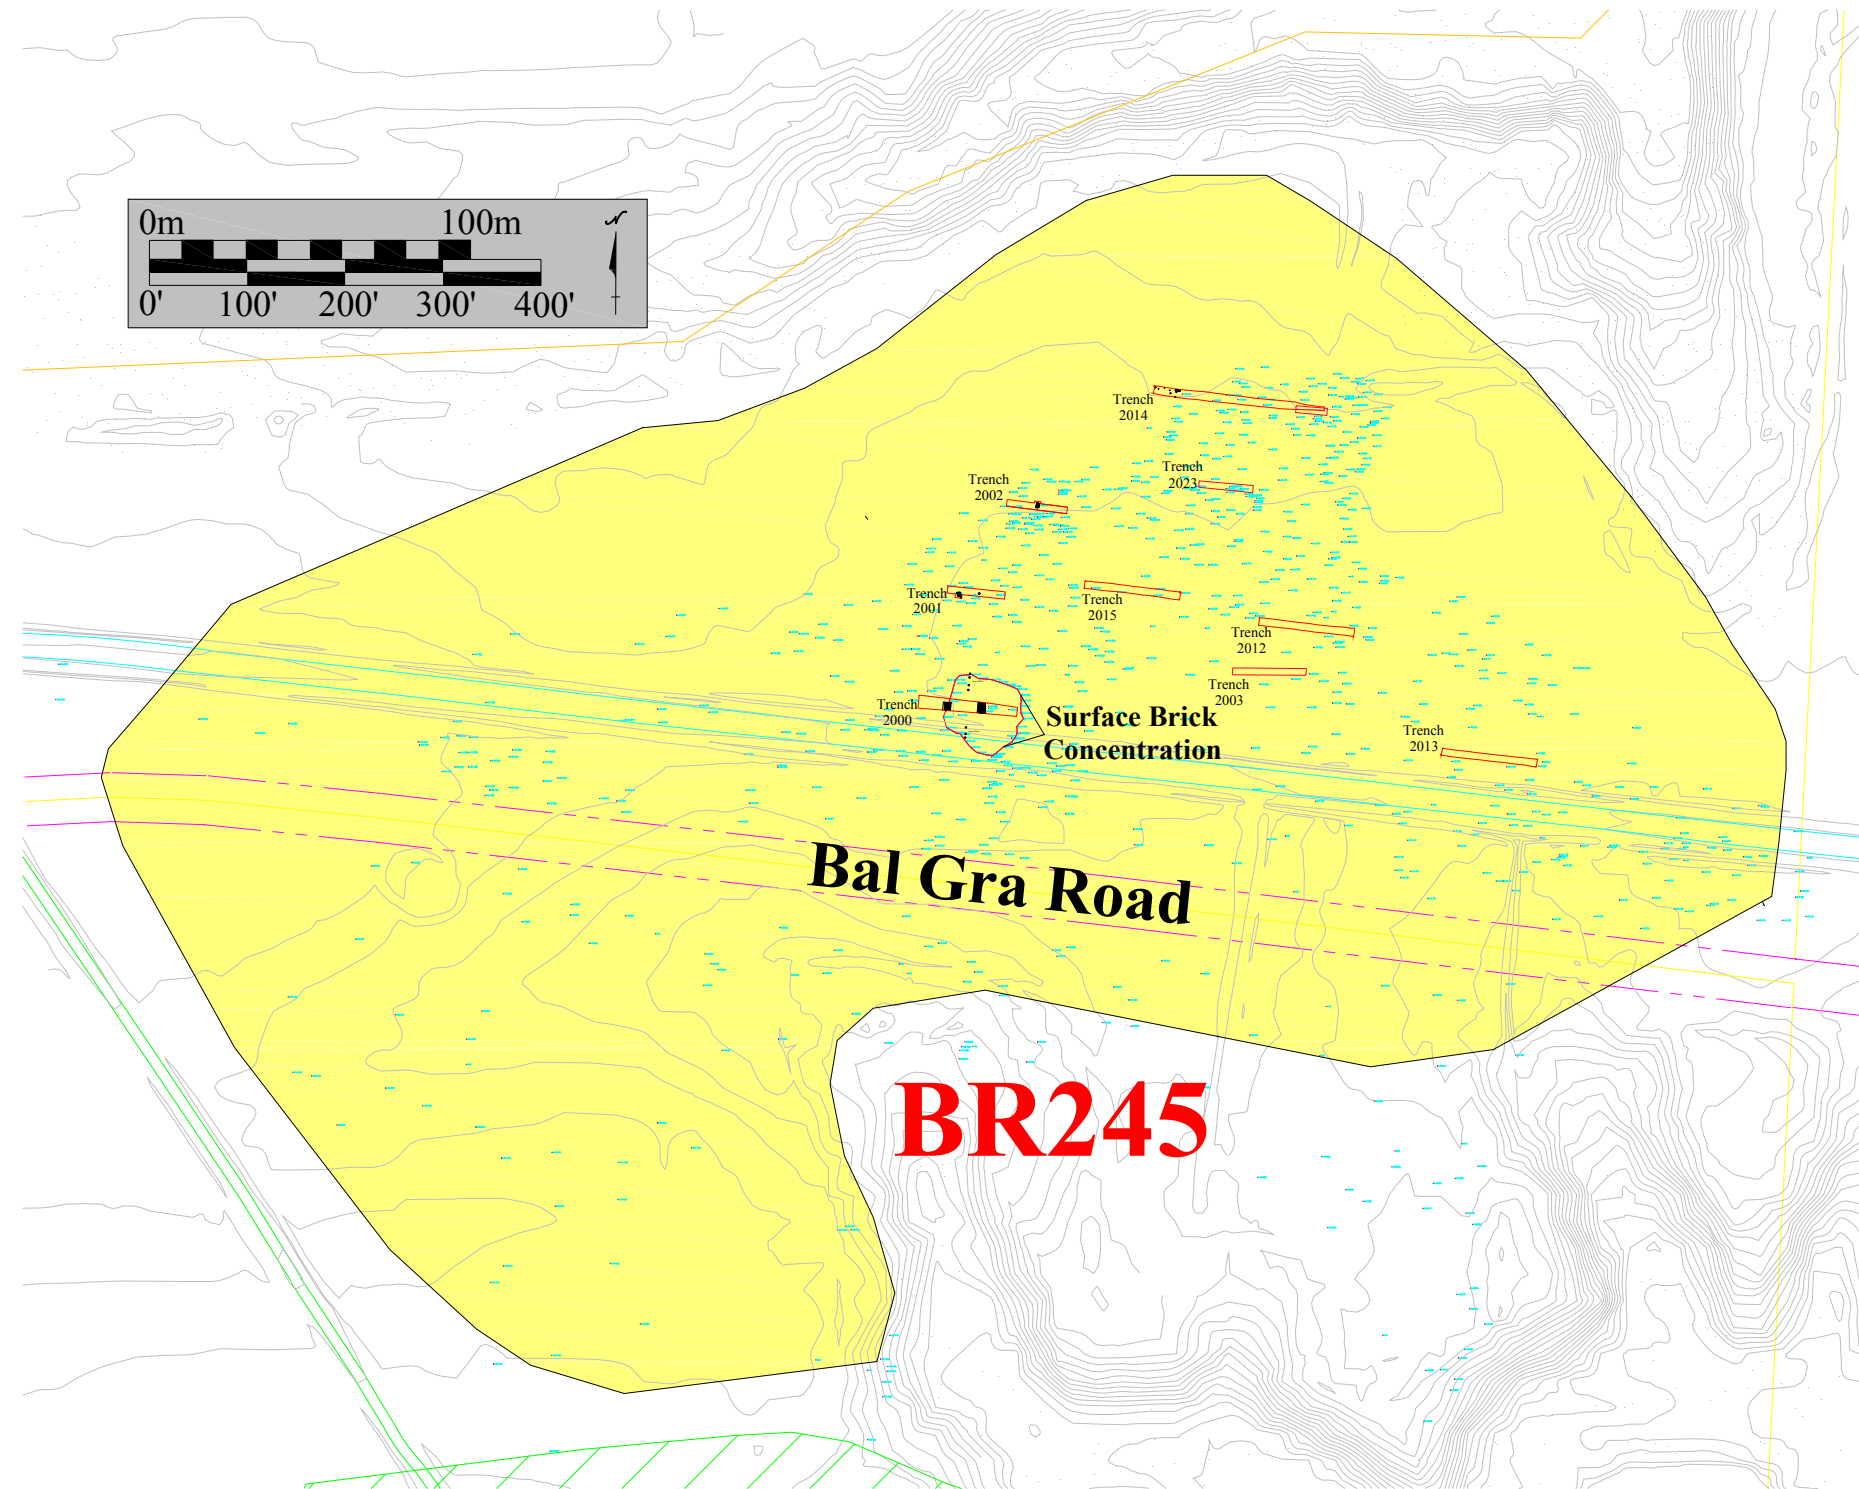 0m 100m
N
0' 100' 200' 300' 400'
Trench
2014
Trench
2023
Trench
2002
Trench
2001
Trench
2015
Trench
2012
Trench
2003
Trench
2000
Surface Brick
Concentration
Trench
2013
Bal Gra Road
BR245